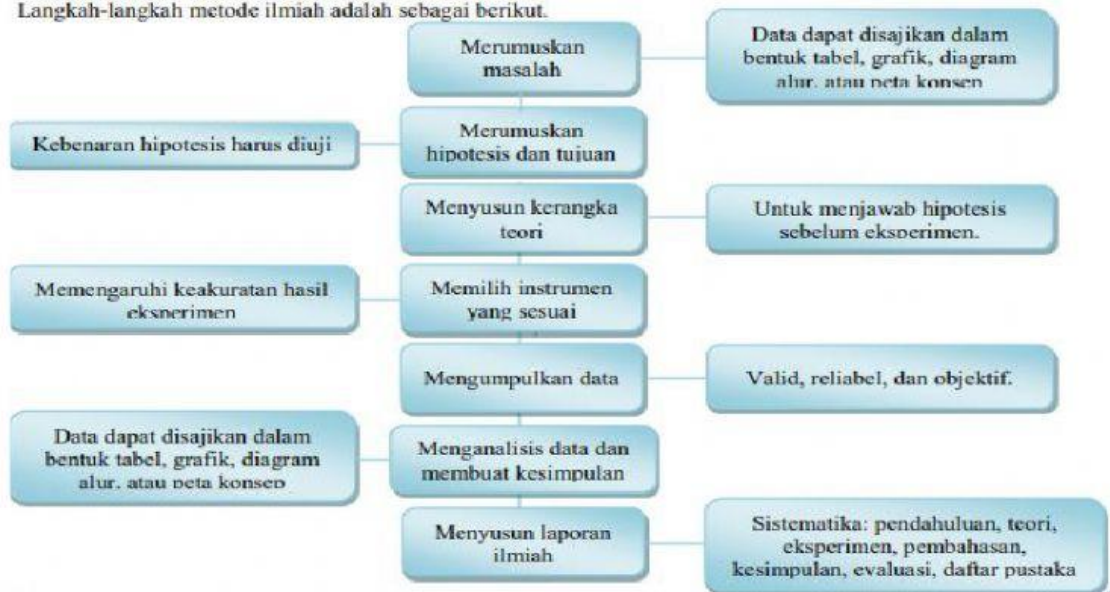 Langkah-langkah metode ilmiah adalah sebagai berikut.
Merumuskan
masalah
Data dapat disajikan dalam
bentuk tabel, grafik, diagram
alur, atau peta konsep
Kebenaran hipotesis harus diuji
Merumuskan
hipotesis dan tujuan
Menyusun kerangka
teori
Untuk menjawab hipotesis
sebelum eksperimen.
Memengaruhi keakuratan hasil
eksperimen
Memilih instrumen
yang sesuai
Mengumpulkan data
Valid, reliabel, dan objektif.
Data dapat disajikan dalam
bentuk tabel, grafik, diagram
alur, atau peta konsep
Menganalisis data dan
membuat kesimpulan
Menyusun laporan
ilmiah
Sistematika: pendahuluan, teori,
eksperimen, pembahasan,
kesimpulan, evaluasi, daftar pustaka